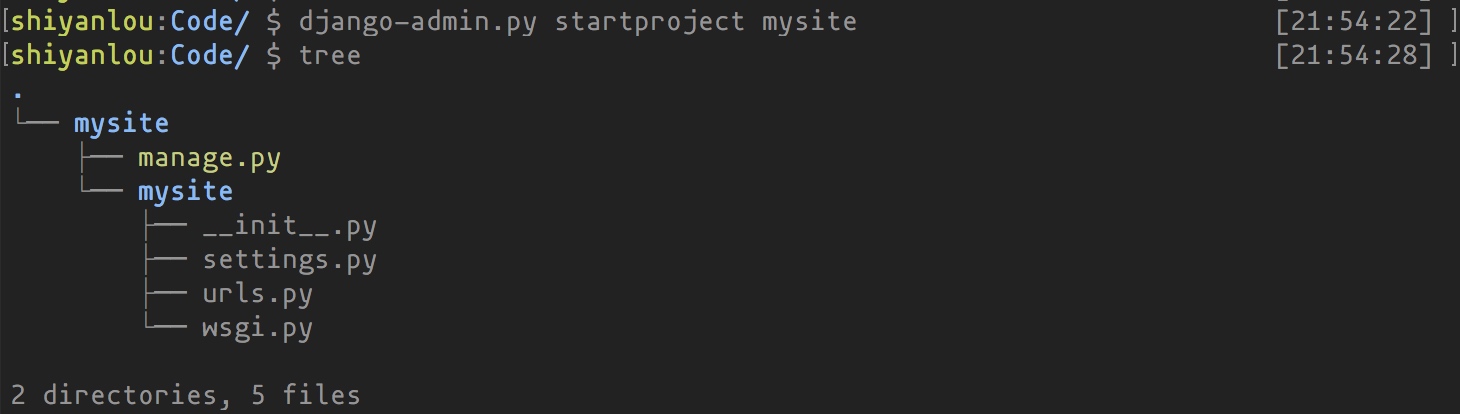 [shiyanlou:Code/ $ django-admin.py startproject mysite [21:54:22] ]
[shiyanlou:Code/ $ tree [21:54:28] ]
.
└── mysite
    ├── manage.py
    └── mysite
        ├── __init__.py
        ├── settings.py
        ├── urls.py
        └── wsgi.py
2 directories, 5 files